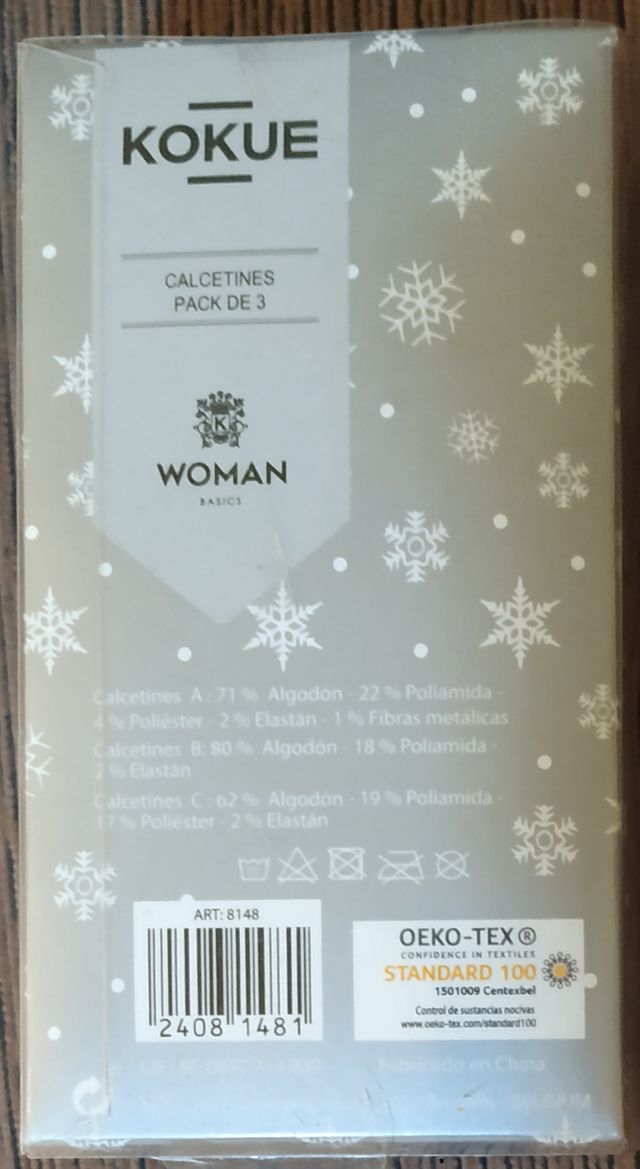 KOKUE
CALCETINES
PACK DE 3
K
WOMAN
BASICS
Calcetines A : 71 % Algodón - 22 % Poliamida -
4 % Poliéster - 2 % Elastán - 1 % Fibras metálicas
Calcetines B: 80 % Algodón - 18 % Poliamida -
2 % Elastán
Calcetines C : 62 % Algodón - 19 % Poliamida -
17 % Poliéster - 2 % Elastán
ART: 8148
2408 1481
OEKO-TEX ®
CONFIDENCE IN TEXTILES
STANDARD 100
1501009 Centexbel
Control de sustancias nocivas
www.oeko-tex.com/standard100
Fabricado en China
BELGIUM